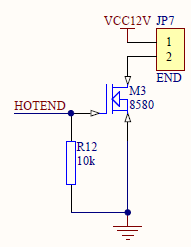 VCC12V JP7
1
2
END
M3
8580
HOTEND
R12
10k